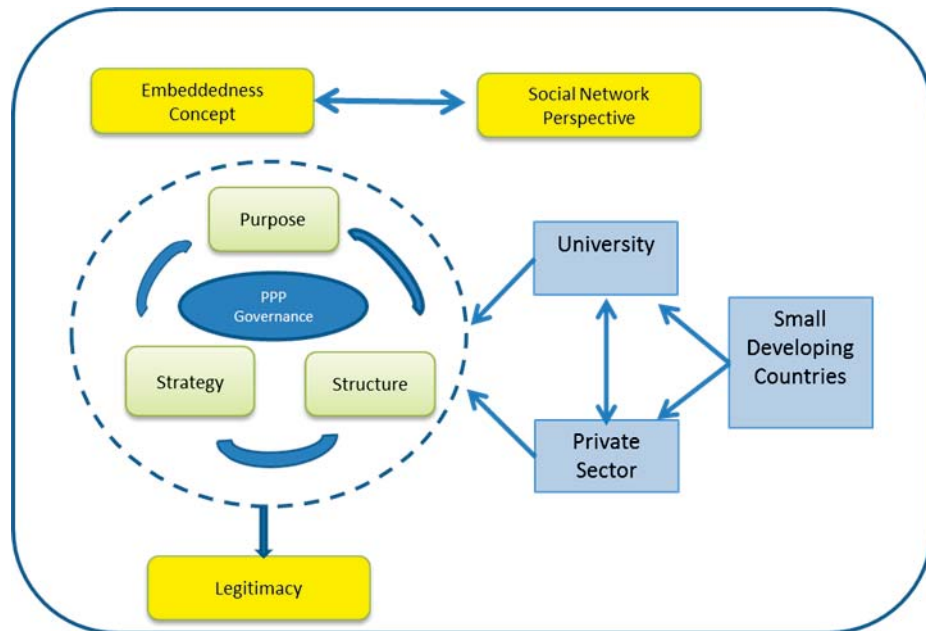 Embeddedness
Concept
Social Network
Perspective
Purpose
PPP
Governance
Strategy
Structure
University
Small
Developing
Countries
Private
Sector
Legitimacy